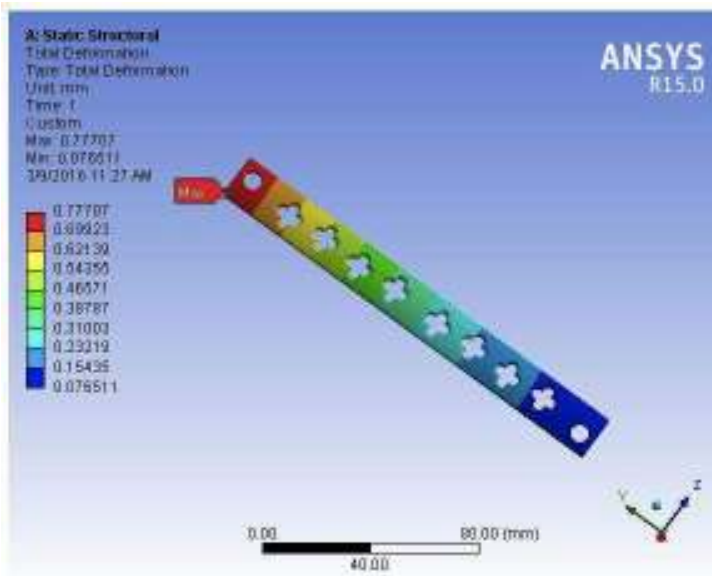 A: Static Structural
Total Deformation
Type: Total Deformation
Unit: mm
Time: 1
Custom
Max: 0.77707
Min: 0.076511
3/9/2016 11:27 AM
ANSYS
R15.0
Max
0.77707
0.69923
0.62139
0.54355
0.46571
0.38787
0.31003
0.23219
0.15435
0.076511
0.00
80.00 (mm)
40.00
Y
Z